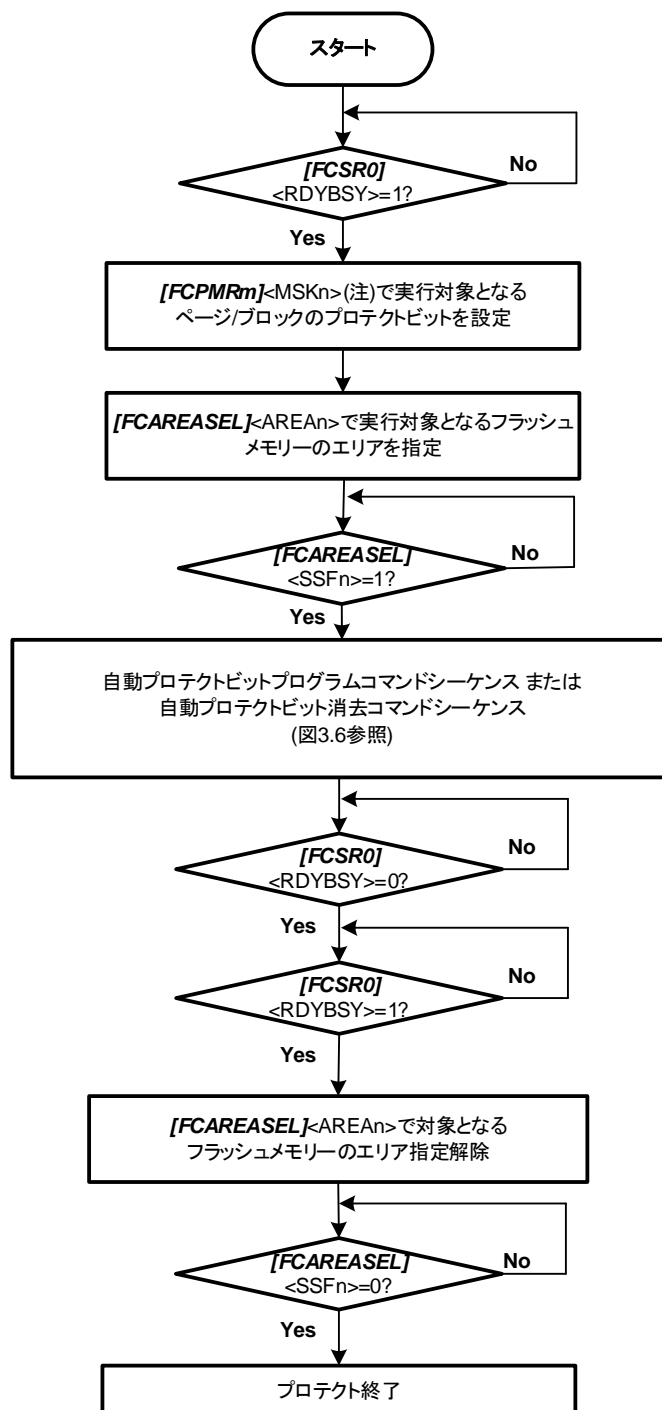 スタート
[FCSR0]
<RDYBSY>=1?
No
Yes
[FCPMRm]<MSKn>(注)で実行対象となる
ページ/ブロックのプロテクトビットを設定
[FCAREASEL]<AREAn>で実行対象となるフラッシュ
メモリーのエリアを指定
[FCAREASEL]
<SSFn>=1?
No
Yes
自動プロテクトビットプログラムコマンドシーケンス または
自動プロテクトビット消去コマンドシーケンス
(図3.6参照)
[FCSR0]
<RDYBSY>=0?
No
Yes
[FCSR0]
<RDYBSY>=1?
No
Yes
[FCAREASEL]<AREAn>で対象となる
フラッシュメモリーのエリア指定解除
[FCAREASEL]
<SSFn>=0?
No
Yes
プロテクト終了